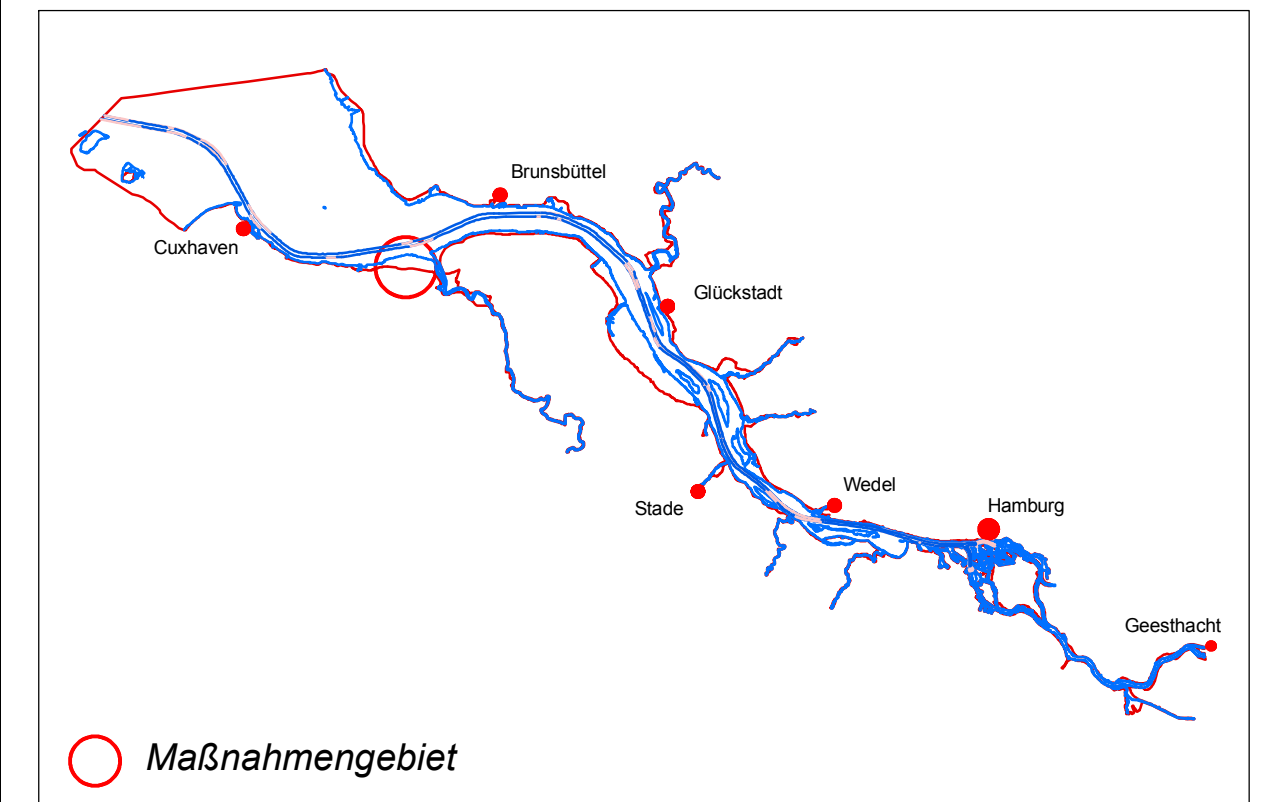 Brunsbüttel
Cuxhaven
Glückstadt
Wedel
Stade
Hamburg
Geesthacht
Maßnahmengebiet